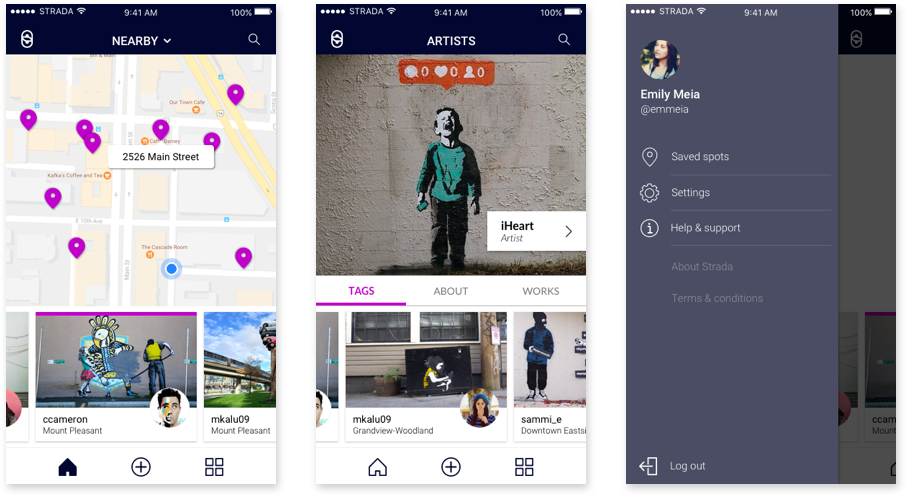 STRADA 9:41 AM 100%
NEARBY
Our Town Cafe
2526 Main Street
Kafka's Coffee and Tea
E 10th Ave
The Cascade Room
Main St
ccameron
Mount Pleasant
mkalu09
Mount Pleasant
STRADA 9:41 AM 100%
ARTISTS
0 0 0
iHeart
Artist
TAGS ABOUT WORKS
mkalu09
Grandview-Woodland
sammi_e
Downtown Eastsi
STRADA 9:41 AM 100%
Emily Meia
@emmeia
Saved spots
Settings
Help & support
About Strada
Terms & conditions
Log out